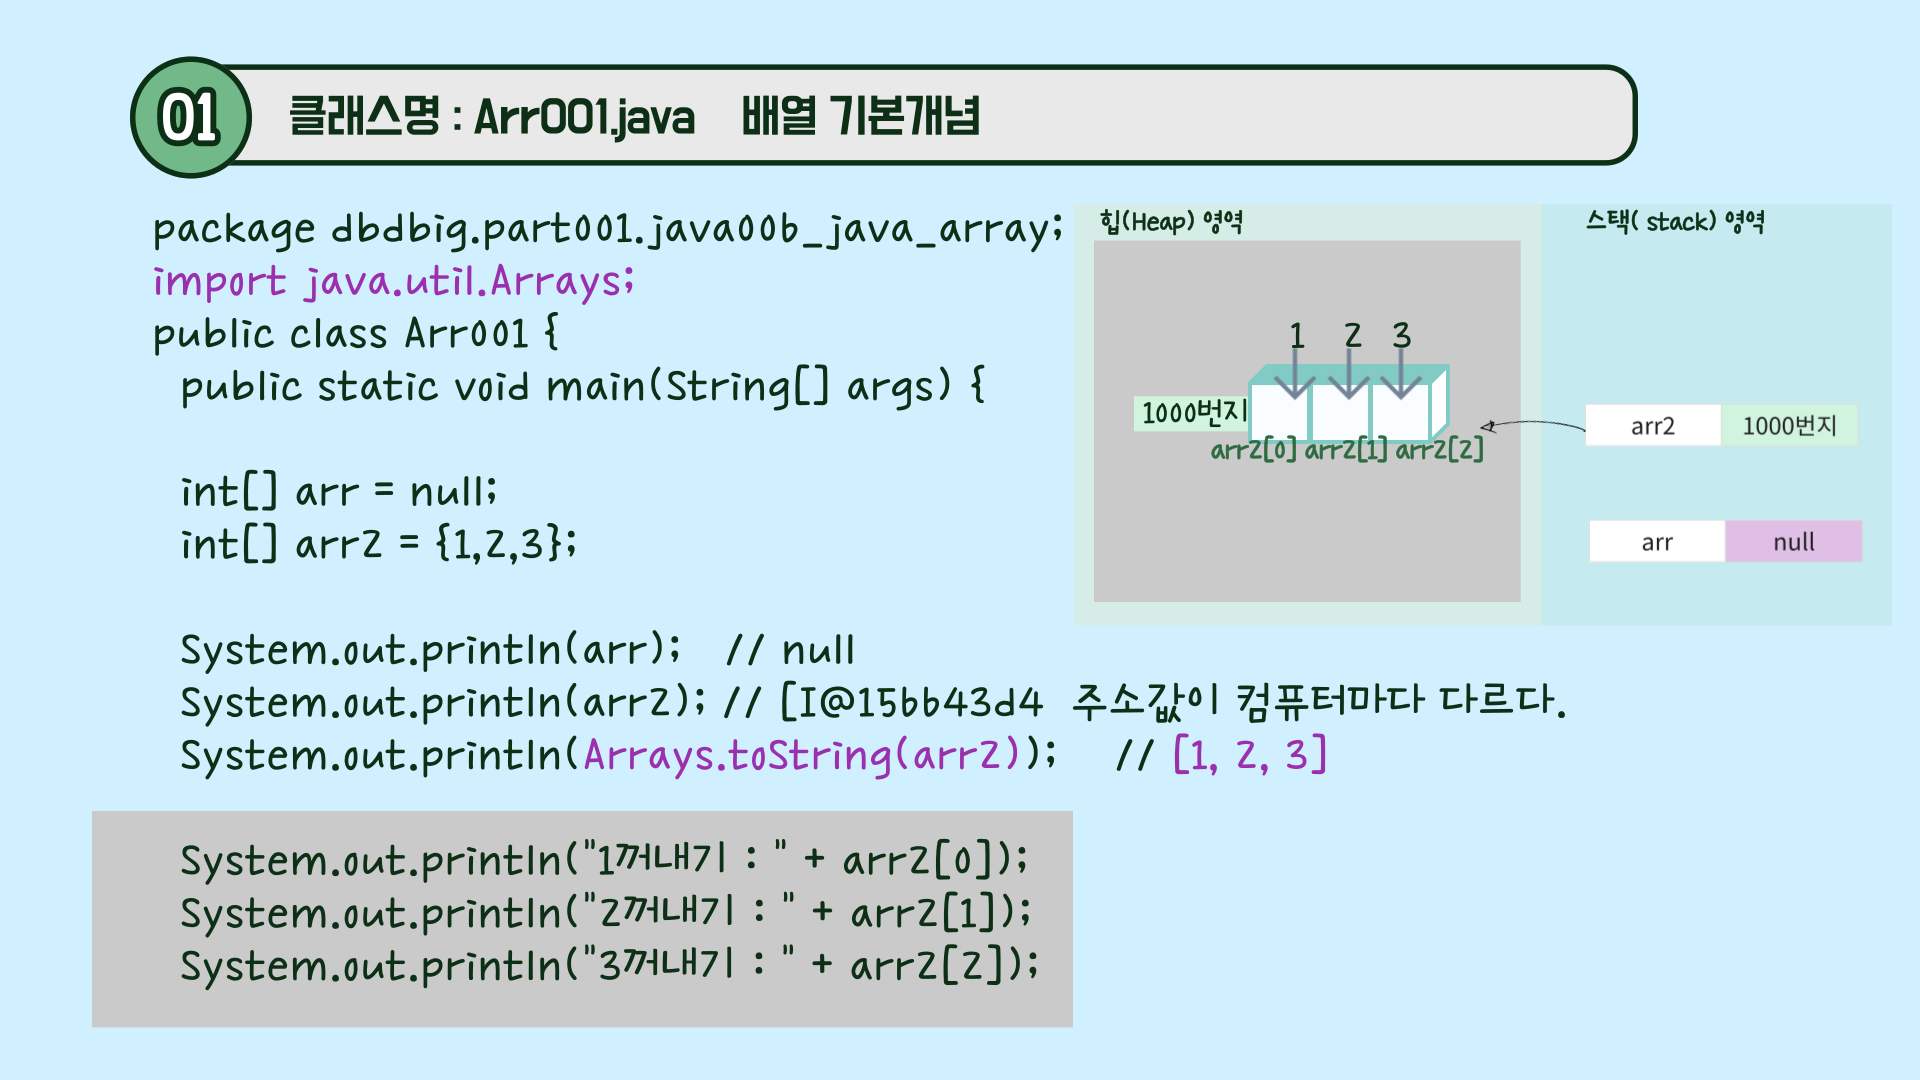 01
클래스명 : Arr001.java 배열 기본개념
package dbdbig.part001.java00b_java_array;
import java.util.Arrays;
public class Arr001 {
public static void main(String[] args) {
int[] arr = null;
int[] arr2 = {1,2,3};
System.out.println(arr); // null
System.out.println(arr2); // [I@15bb43d4 주소값이 컴퓨터마다 다르다.
System.out.println(Arrays.toString(arr2)); // [1, 2, 3]
System.out.println("1꺼내기 : " + arr2[0]);
System.out.println("2꺼내기 : " + arr2[1]);
System.out.println("3꺼내기 : " + arr2[2]);
힙(Heap) 영역
1 2 3
1000번지
arr2[0] arr2[1] arr2[2]
스택( stack) 영역
arr2 1000번지
arr null